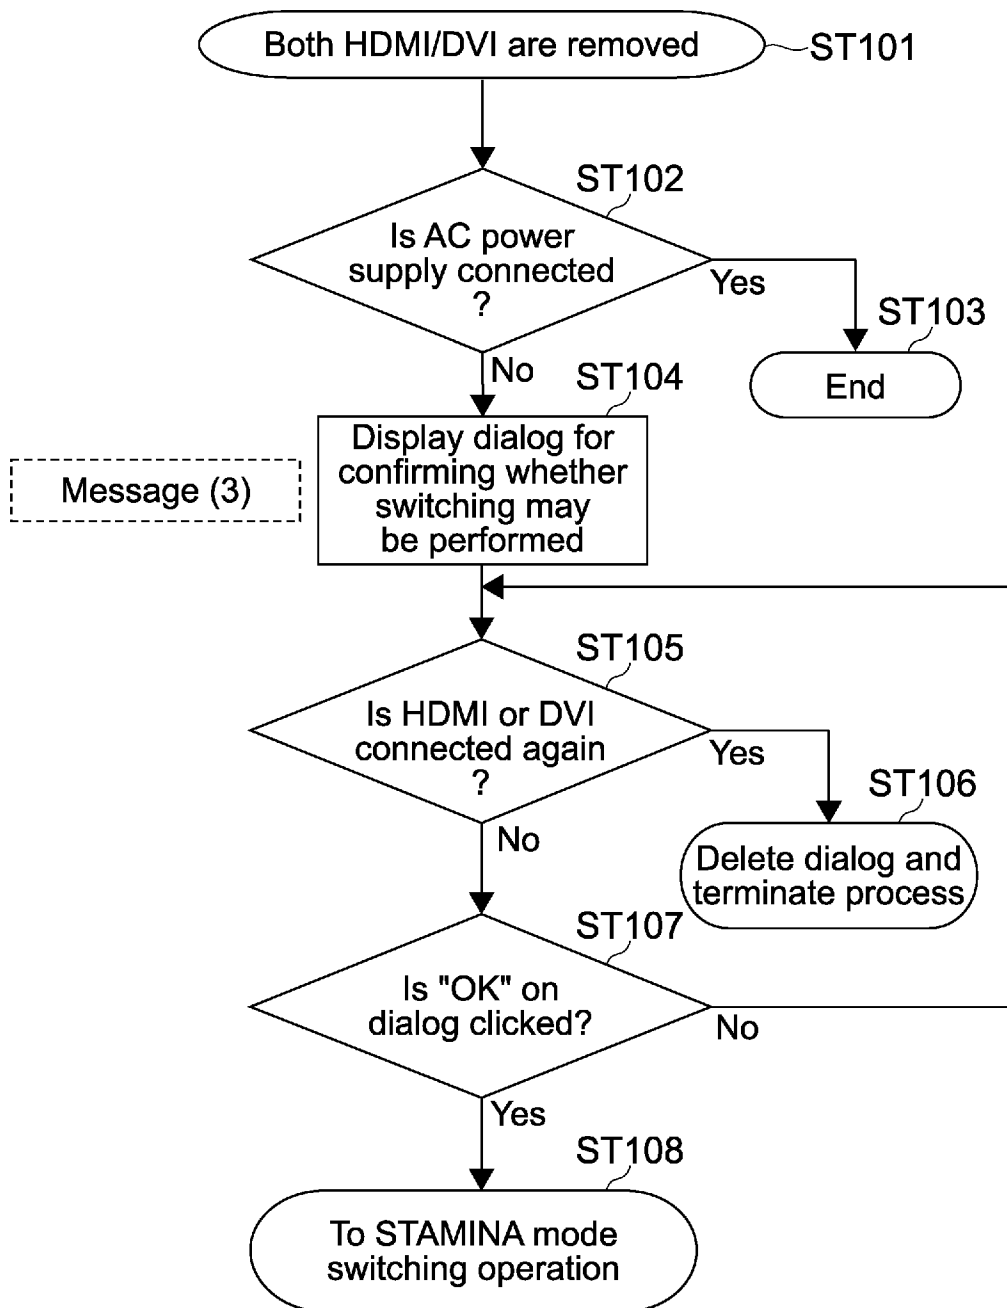 Both HDMI/DVI are removed
ST101
ST102
Is AC power
supply connected
?
Yes
ST103
End
No
ST104
Display dialog for
confirming whether
switching may
be performed
Message (3)
ST105
Is HDMI or DVI
connected again
?
Yes
ST106
Delete dialog and
terminate process
No
ST107
Is "OK" on
dialog clicked?
No
Yes
ST108
To STAMINA mode
switching operation